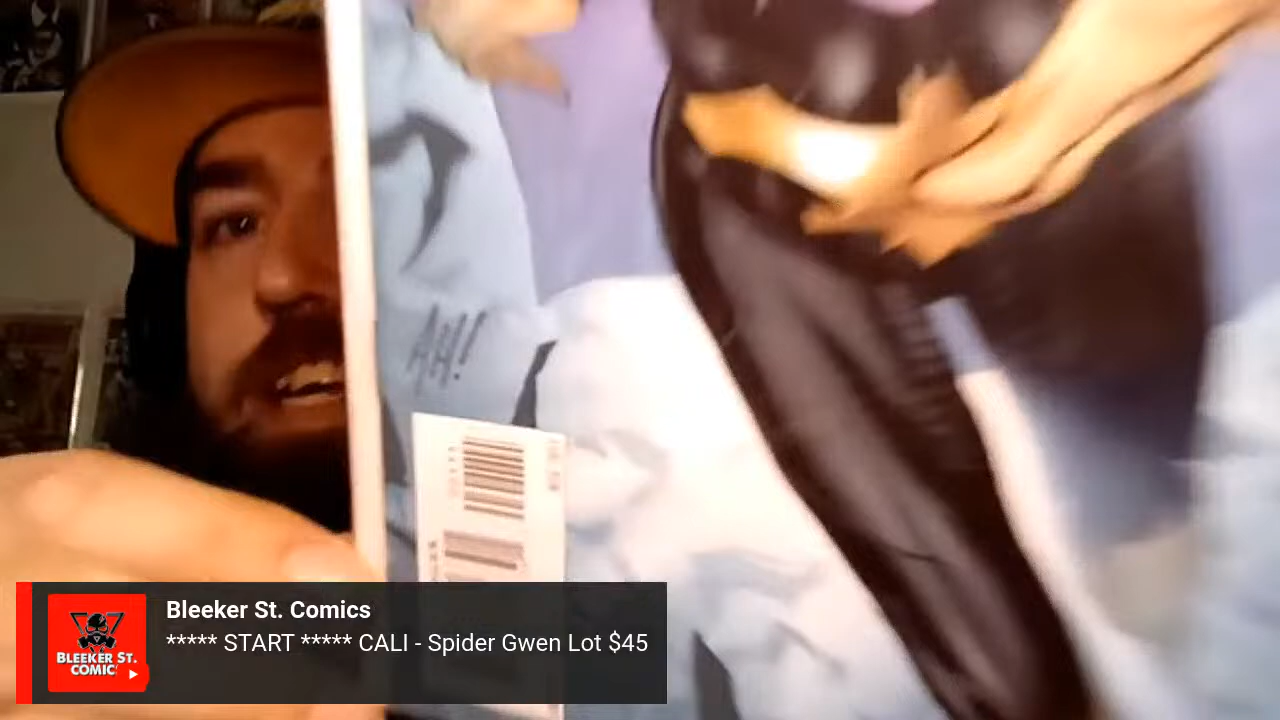 Bleeker St. Comics
***** START ***** CALI - Spider Gwen Lot $45
BLEEKER ST.
COMIC